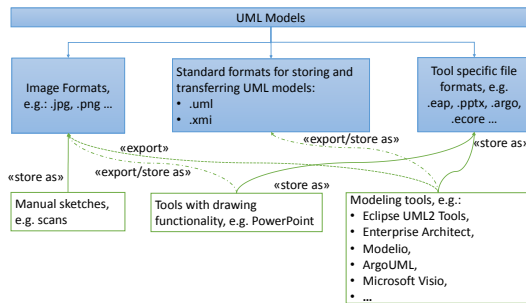 UML Models
Image Formats,
e.g.: .jpg, .png ...
Standard formats for storing and
transferring UML models:
• .uml
• .xmi
Tool specific file
formats, e.g.
.eap, .pptx, .argo,
.ecore ...
«export»
«export/store as»
«store as»
«export/store as»
«store as»
«store as»
Manual sketches,
e.g. scans
Tools with drawing
functionality, e.g. PowerPoint
Modeling tools, e.g.:
• Eclipse UML2 Tools,
• Enterprise Architect,
• Modelio,
• ArgoUML,
• Microsoft Visio,
• ...